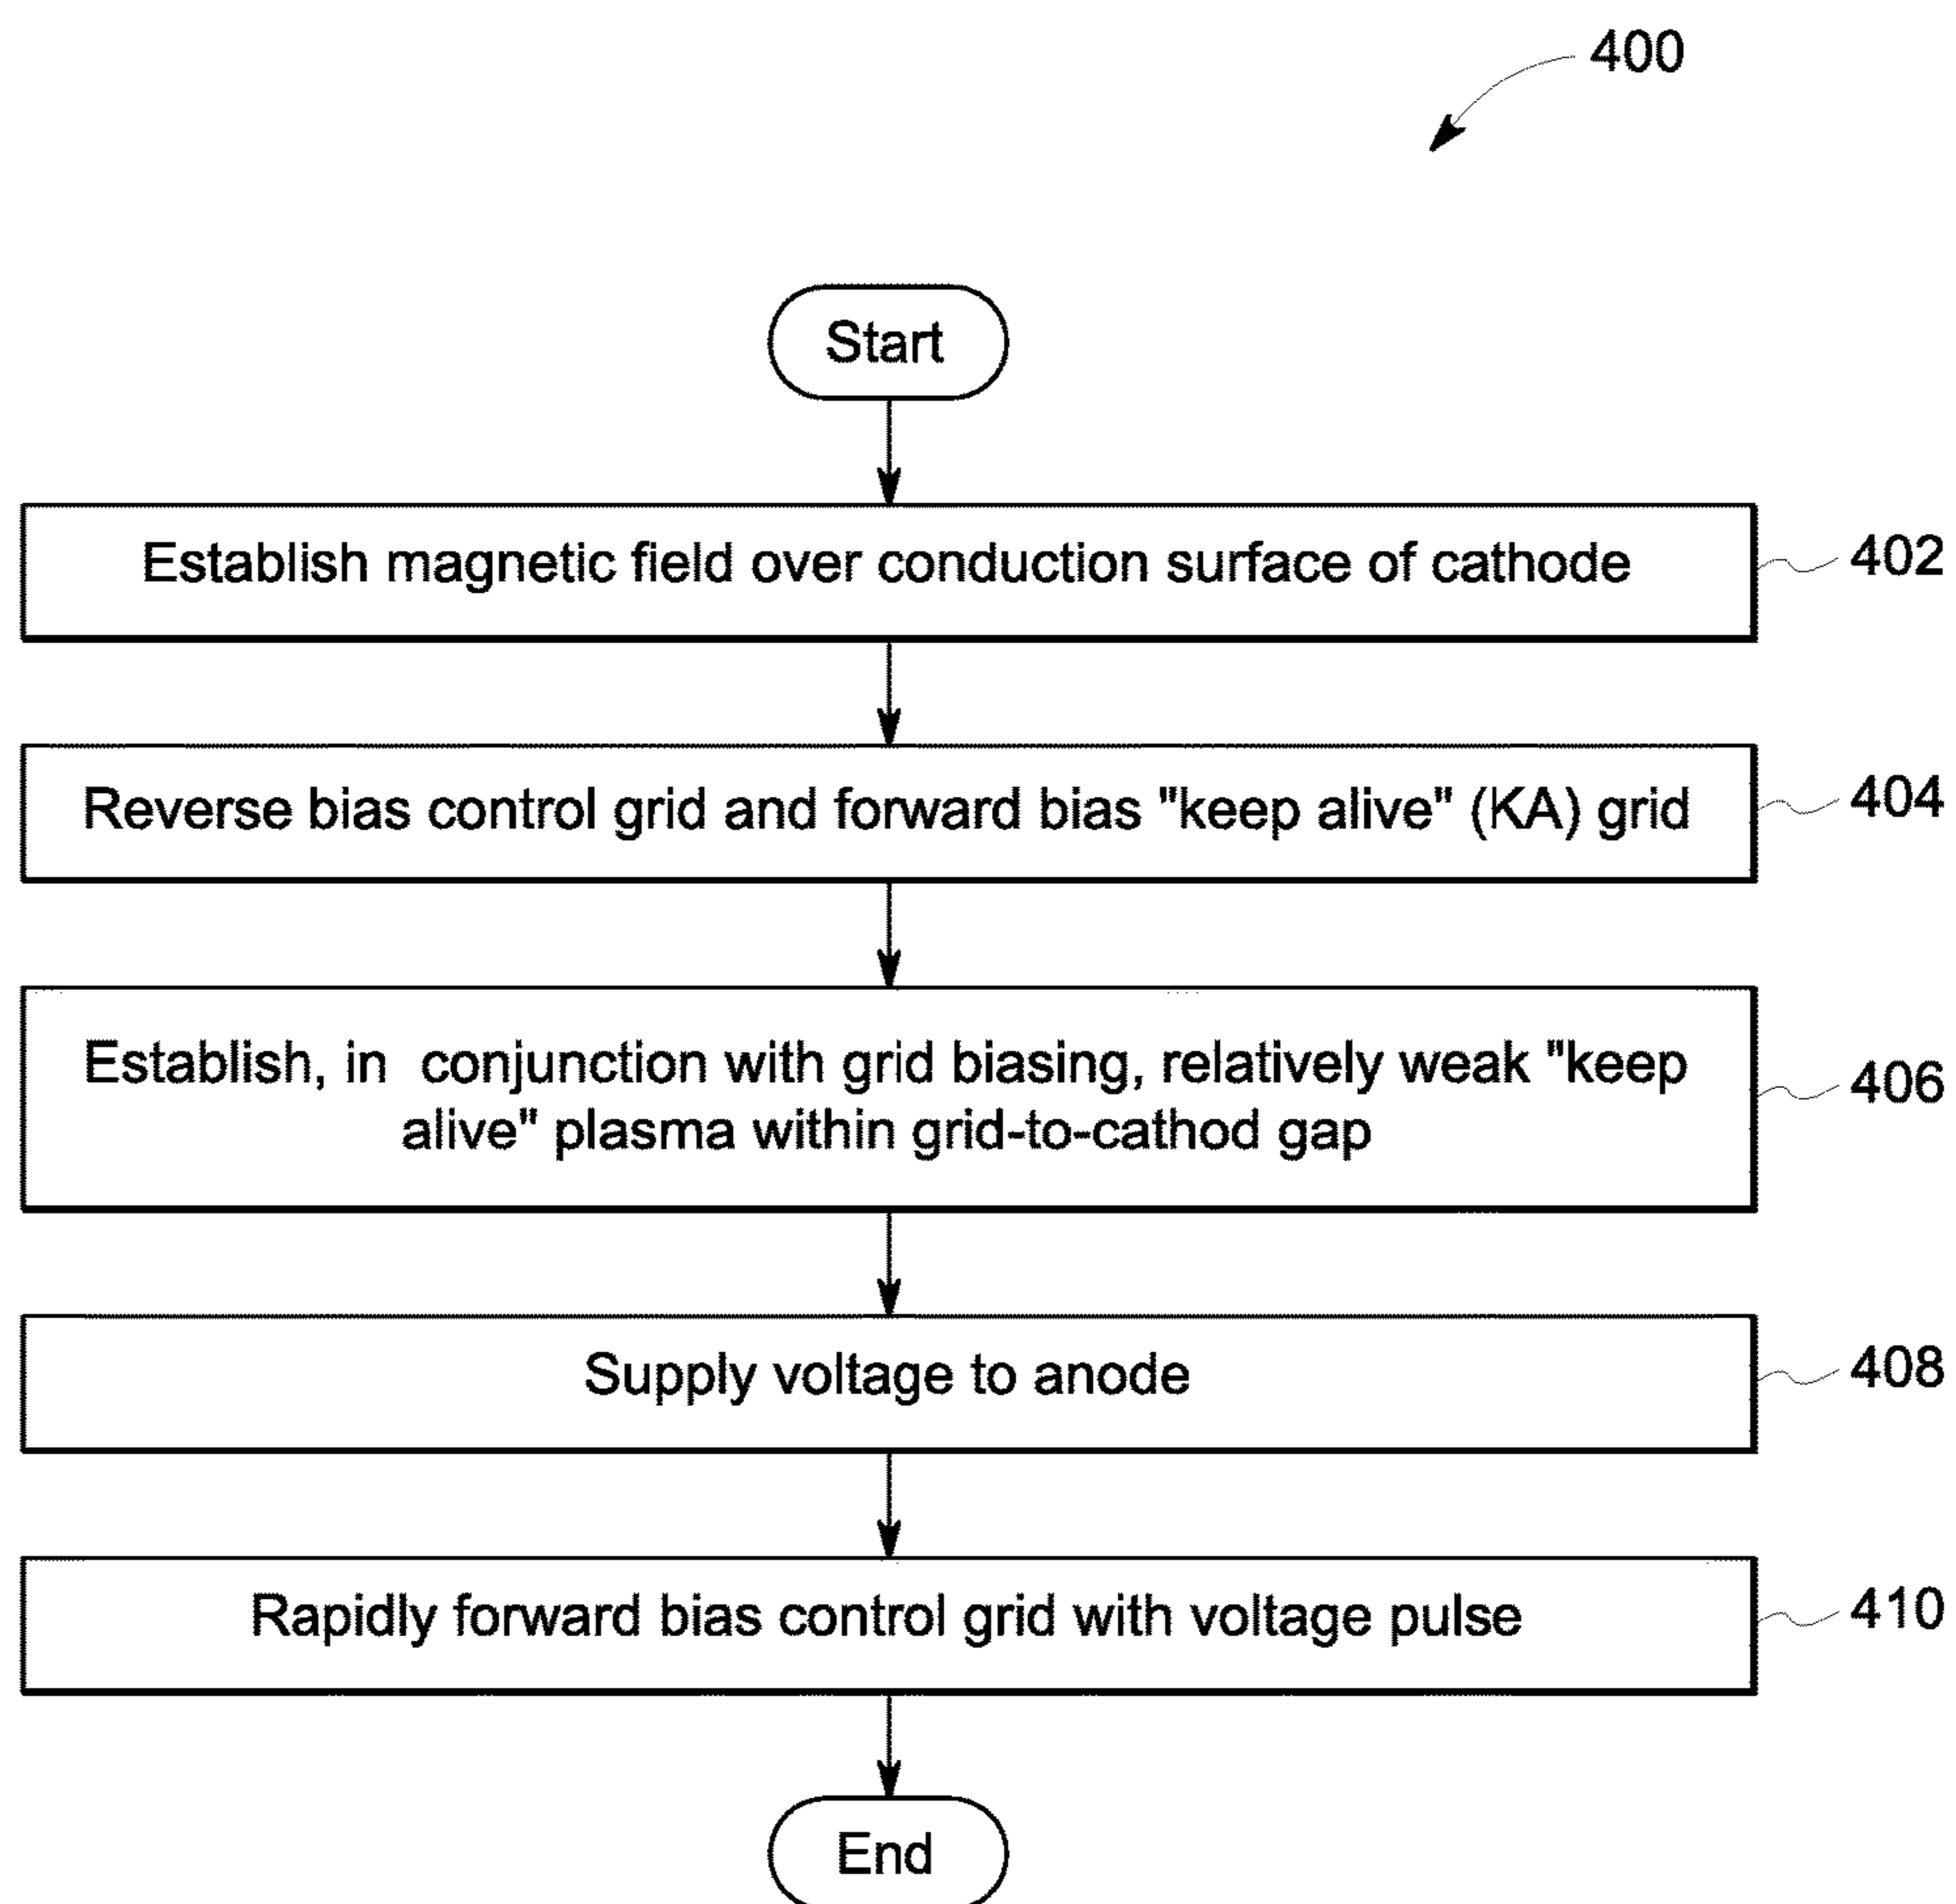 400
Start
Establish magnetic field over conduction surface of cathode
402
Reverse bias control grid and forward bias "keep alive" (KA) grid
404
Establish, in conjunction with grid biasing, relatively weak "keep
alive" plasma within grid-to-cathod gap
406
Supply voltage to anode
408
Rapidly forward bias control grid with voltage pulse
410
End